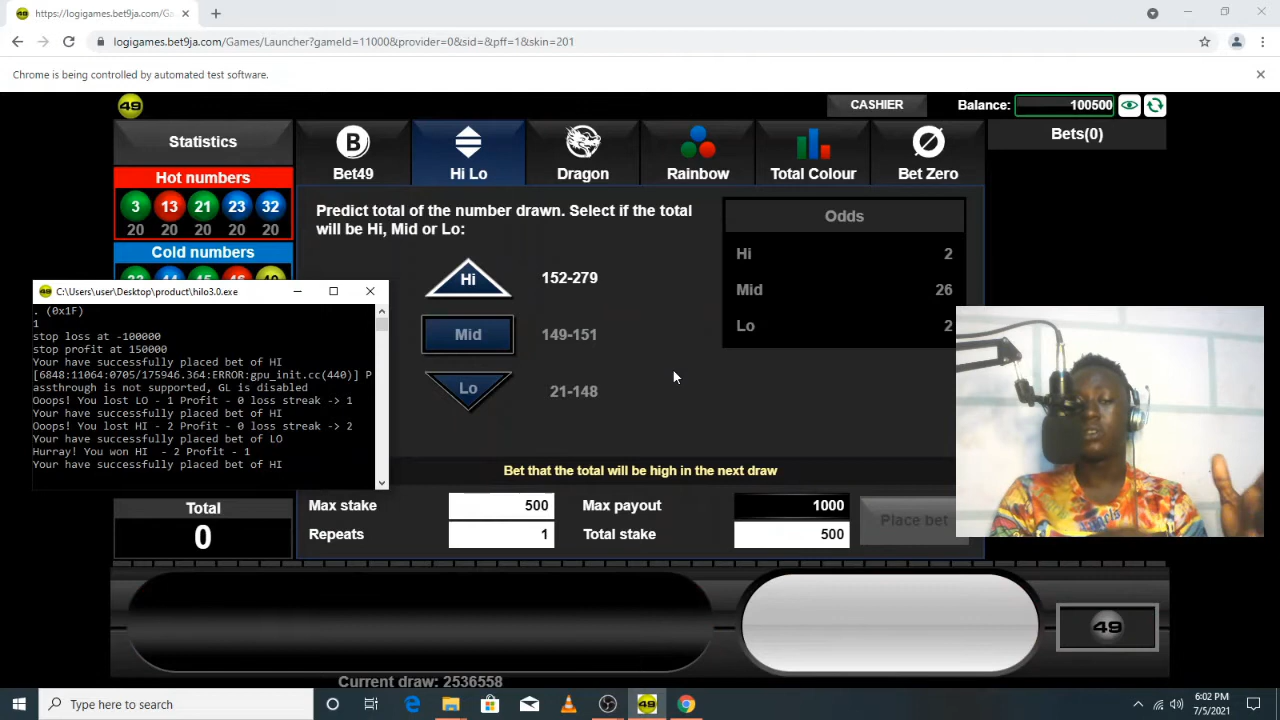 https://logigames.bet9ja.com/Ga
logigames.bet9ja.com/Games/Launcher?gameId=11000&provider=0&sid=&pff=1&skin=201
Chrome is being controlled by automated test software.
49
CASHIER
Balance:
100500
Statistics
Bet49
Hi Lo
Dragon
Rainbow
Total Colour
Bet Zero
Bets(0)
Hot numbers
3 13 21 23 32
20 20 20 20 20
Cold numbers
Predict total of the number drawn. Select if the total
will be Hi, Mid or Lo:
Hi 152-279
Mid 149-151
Lo 21-148
Odds
Hi 2
Mid 26
Lo 2
C:\Users\user\Desktop\product\hilo3.0.exe
. (0x1F)
1
stop loss at -100000
stop profit at 150000
Your have successfully placed bet of HI
[6848:11064:0705/175946.364:ERROR:gpu_init.cc(440)] P
assthrough is not supported, GL is disabled
Ooops! You lost LO - 1 Profit - 0 loss streak -> 1
Your have successfully placed bet of HI
Ooops! You lost HI - 2 Profit - 0 loss streak -> 2
Your have successfully placed bet of LO
Hurray! You won HI  - 2 Profit - 1
Your have successfully placed bet of HI
Bet that the total will be high in the next draw
Total
0
Max stake 500
Max payout 1000
Repeats 1
Total stake 500
Place bet
49
Current draw: 2536558
Type here to search
49
6:02 PM
7/5/2021